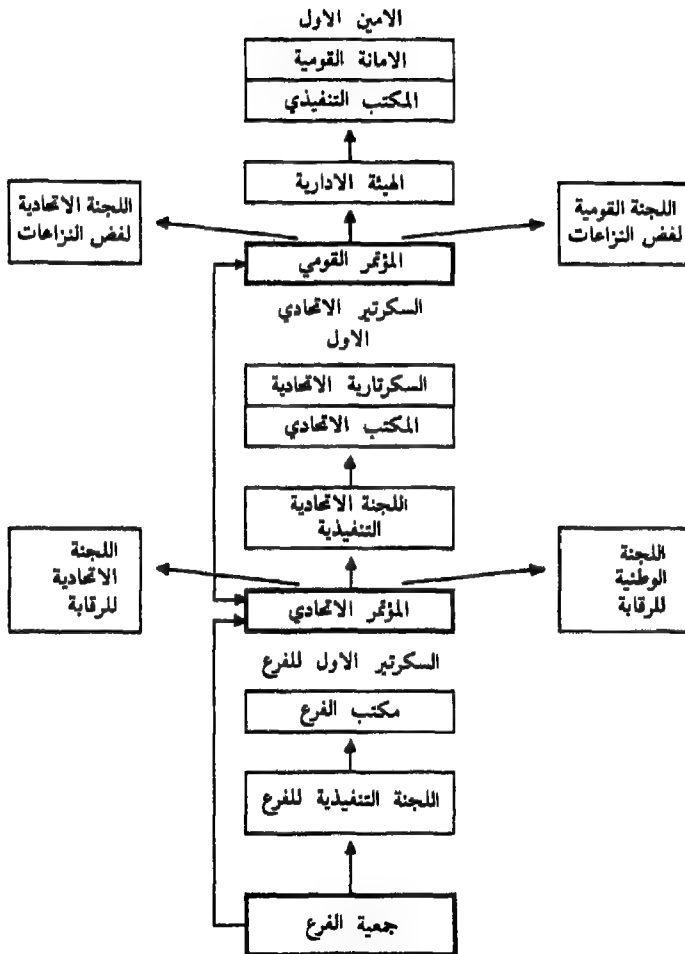 الامين الاول
الامانة القومية
المكتب التنفيذي
الهيئة الادارية
اللجنة القومية
لفض النزاعات
اللجنة الاتحادية
لفض النزاعات
المؤتمر القومي
السكرتير الاتحادي
الاول
السكرتارية الاتحادية
المكتب الاتحادي
اللجنة الاتحادية
التنفيذية
اللجنة
الوطنية
للرقابة
اللجنة
الاتحادية
للرقابة
المؤتمر الاتحادي
السكرتير الاول للفرع
مكتب الفرع
اللجنة التنفيذية للفرع
جمعية الفرع